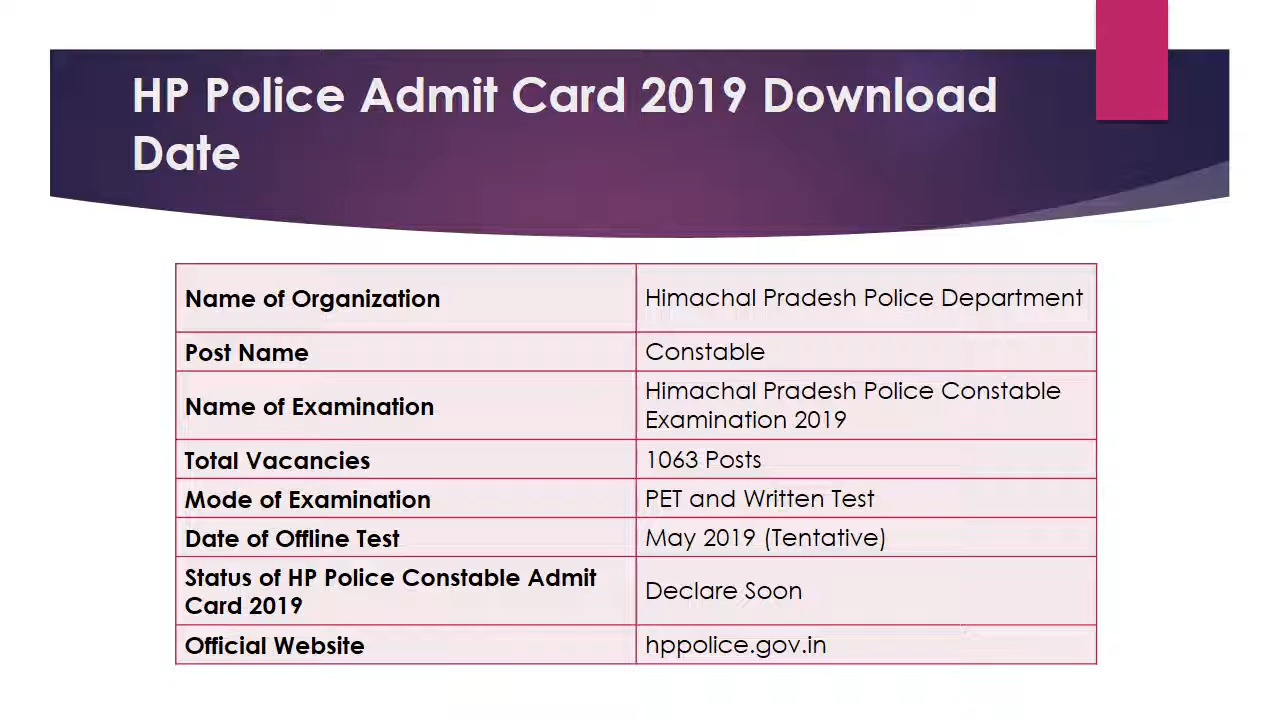 HP Police Admit Card 2019 Download
Date
Name of Organization
Himachal Pradesh Police Department
Post Name
Constable
Name of Examination
Himachal Pradesh Police Constable
Examination 2019
Total Vacancies
1063 Posts
Mode of Examination
PET and Written Test
Date of Offline Test
May 2019 (Tentative)
Status of HP Police Constable Admit
Card 2019
Declare Soon
Official Website
hppolice.gov.in